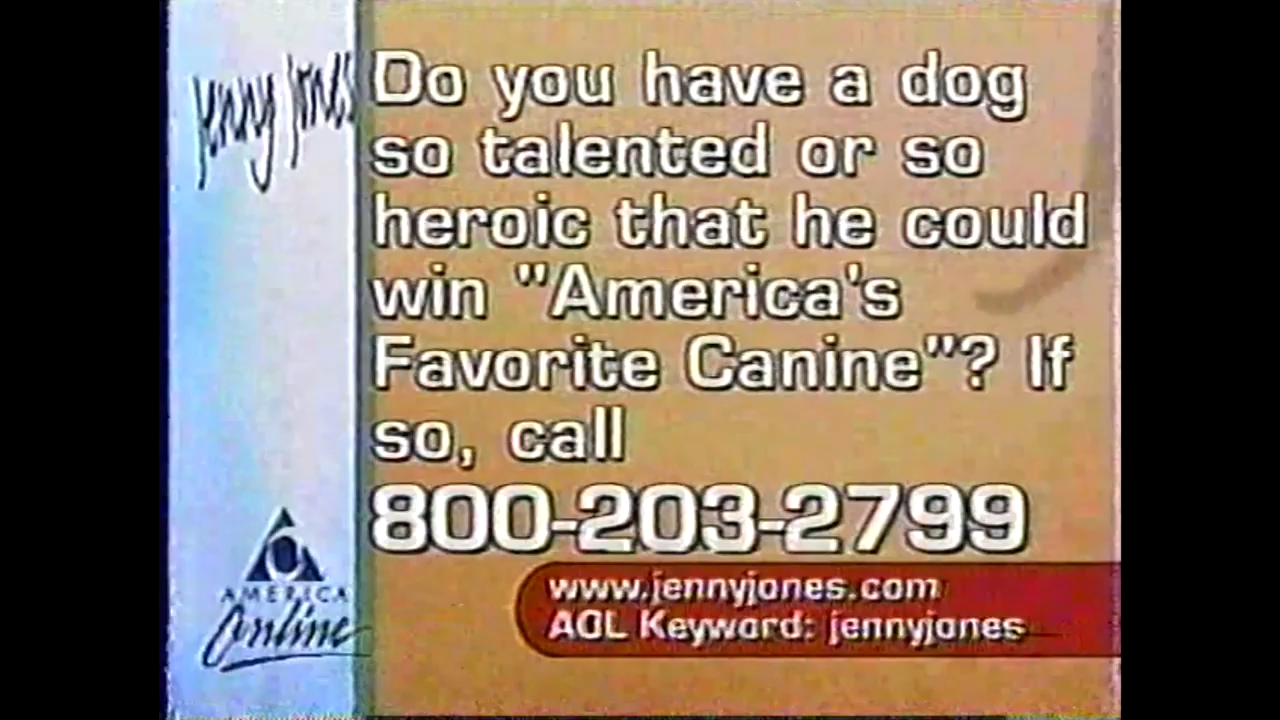 Jenny Jones
Do you have a dog
so talented or so
heroic that he could
win "America's
Favorite Canine"? If
so, call
800-203-2799
www.jennyjones.com
AOL Keyword: jennyjones
AMERICA
Online